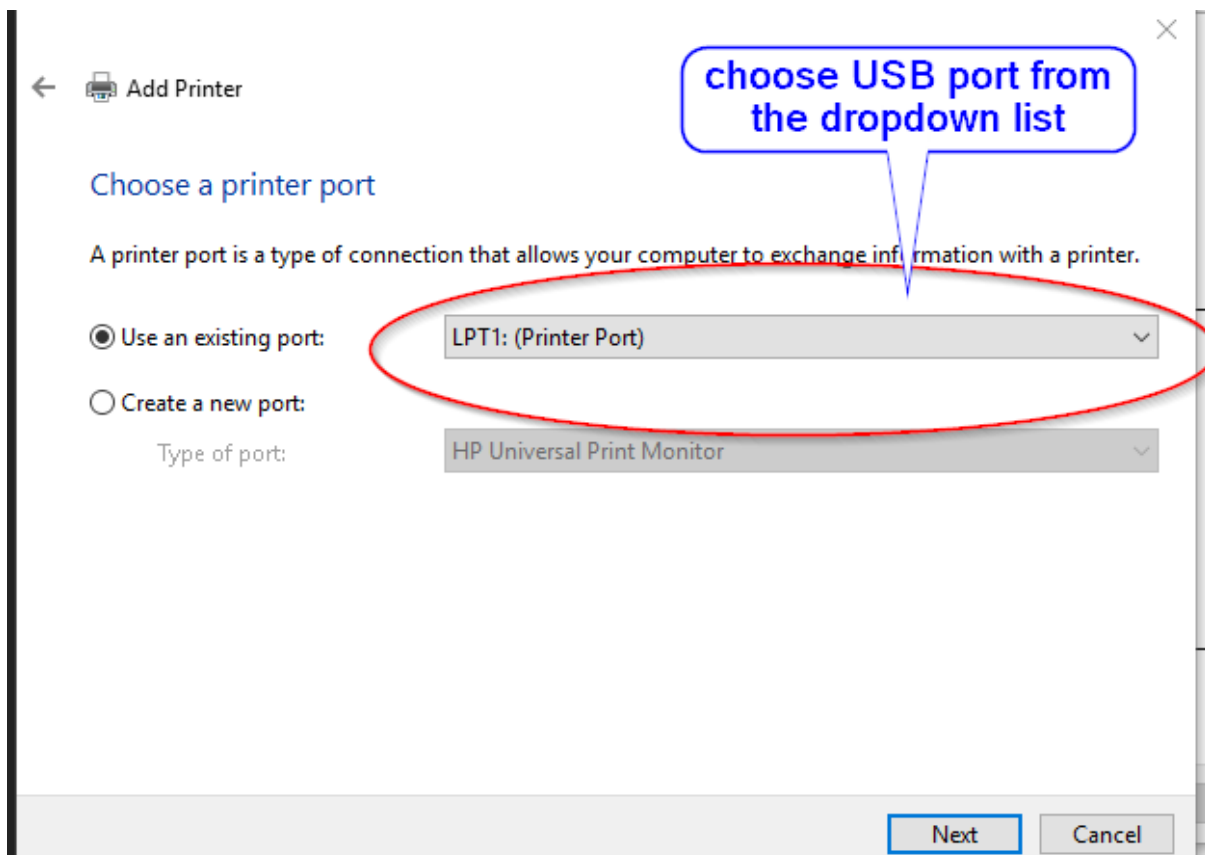 choose USB port from
the dropdown list
Add Printer
Choose a printer port
A printer port is a type of connection that allows your computer to exchange information with a printer.
Use an existing port: LPT1: (Printer Port)
Create a new port:
Type of port: HP Universal Print Monitor
Next Cancel